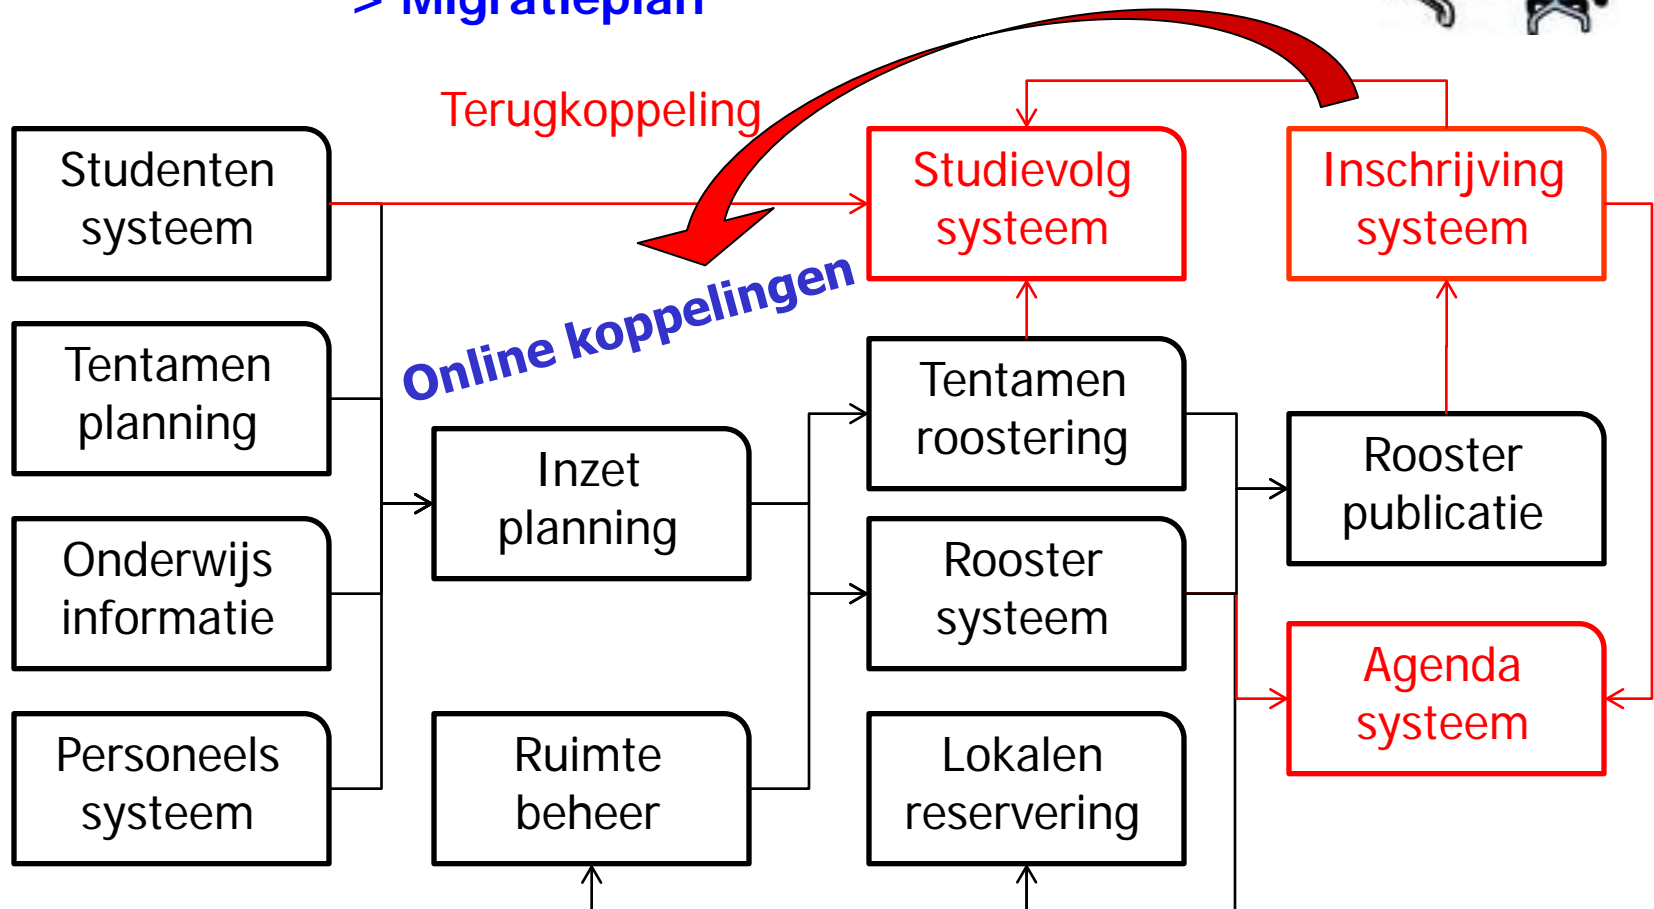 > Migratieplan
Terugkoppeling
Studenten
systeem
Studievolg
systeem
Inschrijving
systeem
Online koppelingen
Tentamen
planning
Inzet
planning
Tentamen
roostering
Rooster
publicatie
Onderwijs
informatie
Rooster
systeem
Agenda
systeem
Personeels
systeem
Ruimte
beheer
Lokalen
reservering